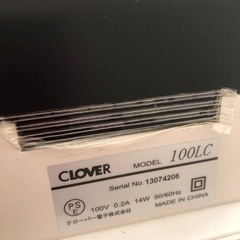 CLOVER MODEL 100LC
Serial No. 13074206
PSE 100V 0.2A 14W 50/60Hz
クローバー電子株式会社 MADE IN CHINA